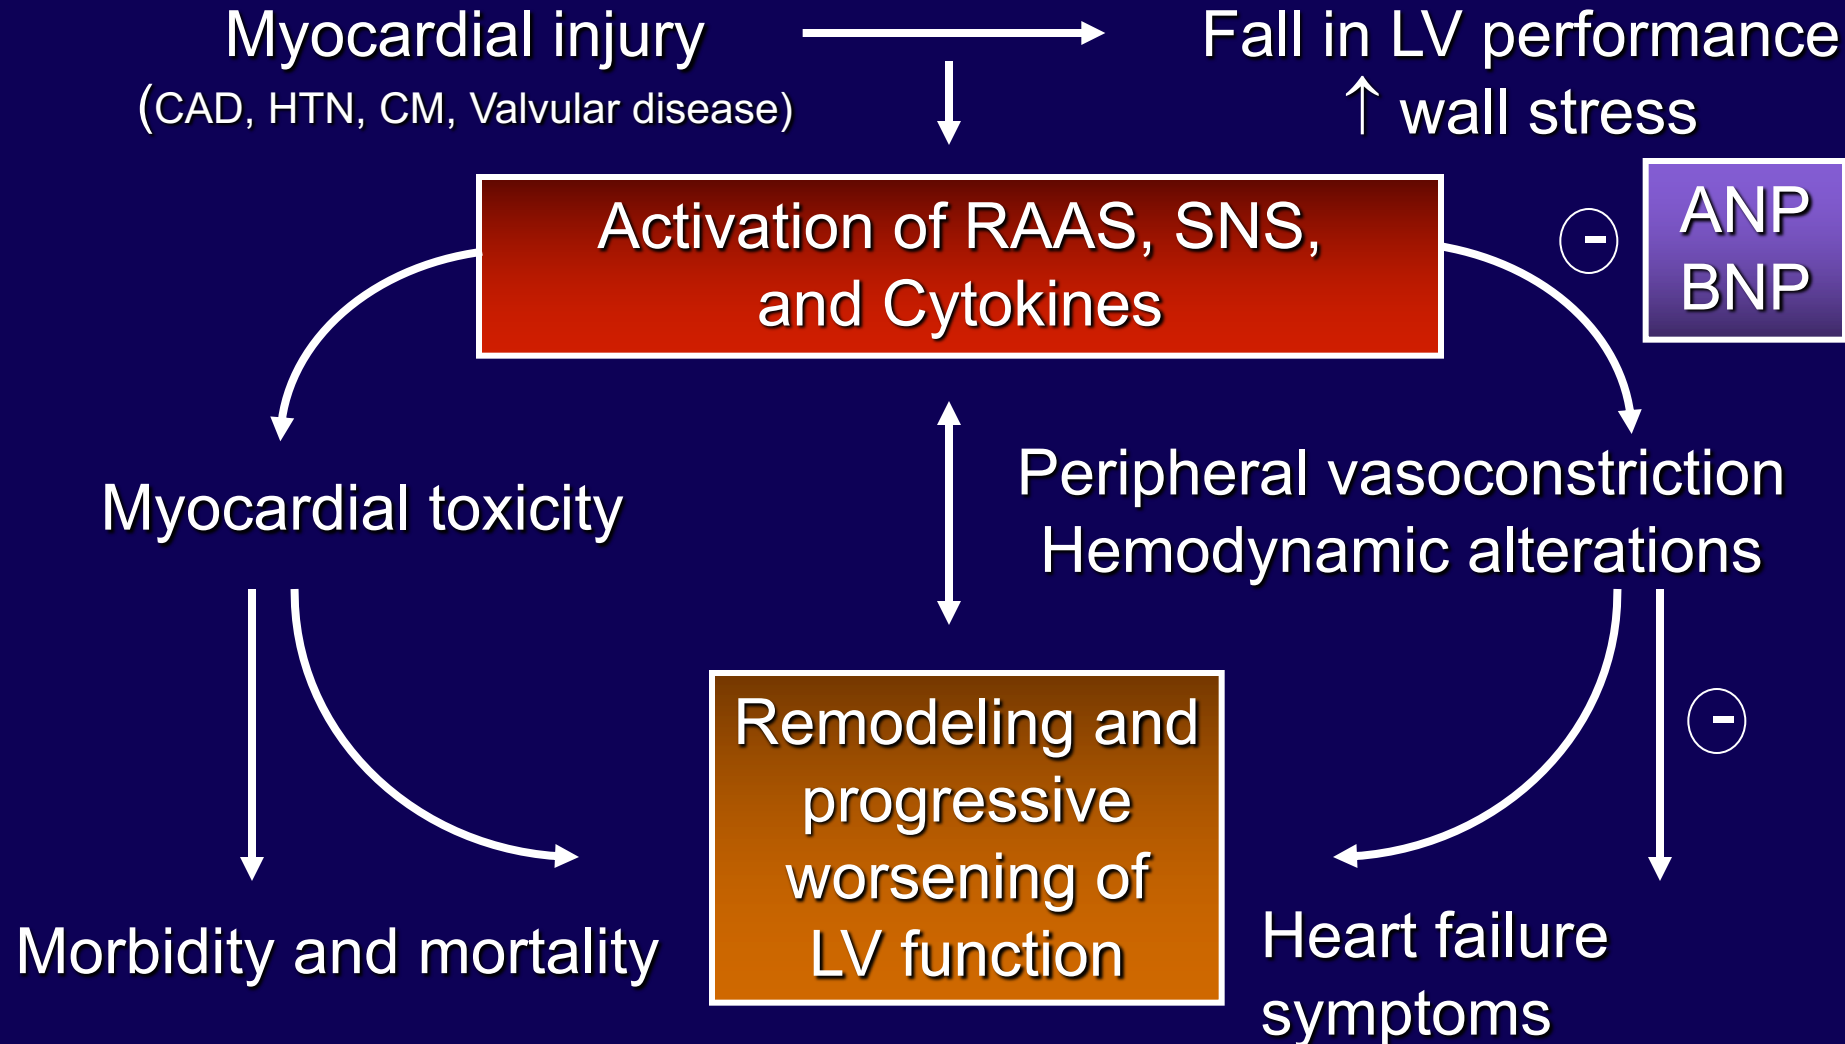 Myocardial injury
(CAD, HTN, CM, Valvular disease)
Fall in LV performance
↑ wall stress
Activation of RAAS, SNS,
and Cytokines
-
ANP
BNP
Myocardial toxicity
Peripheral vasoconstriction
Hemodynamic alterations
Remodeling and
progressive
worsening of
LV function
-
Morbidity and mortality
Heart failure
symptoms